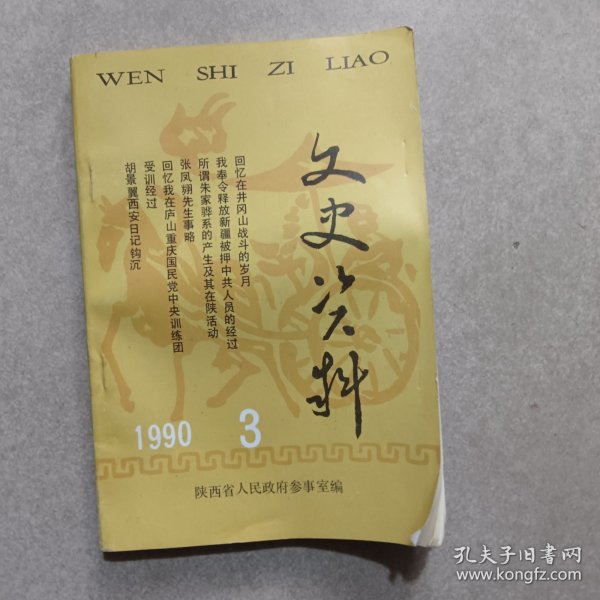 WEN SHI ZI LIAO
文史资料
回忆在井冈山战斗的岁月
我奉令释放新疆被押中共人员的经过
所谓朱家骅系的产生及其在陕活动
张凤翙先生事略
回忆我在庐山重庆国民党中央训练团
受训经过
胡景翼西安日记钩沉
1990 3
陕西省人民政府参事室编
孔夫子旧书网
www.kongfz.com